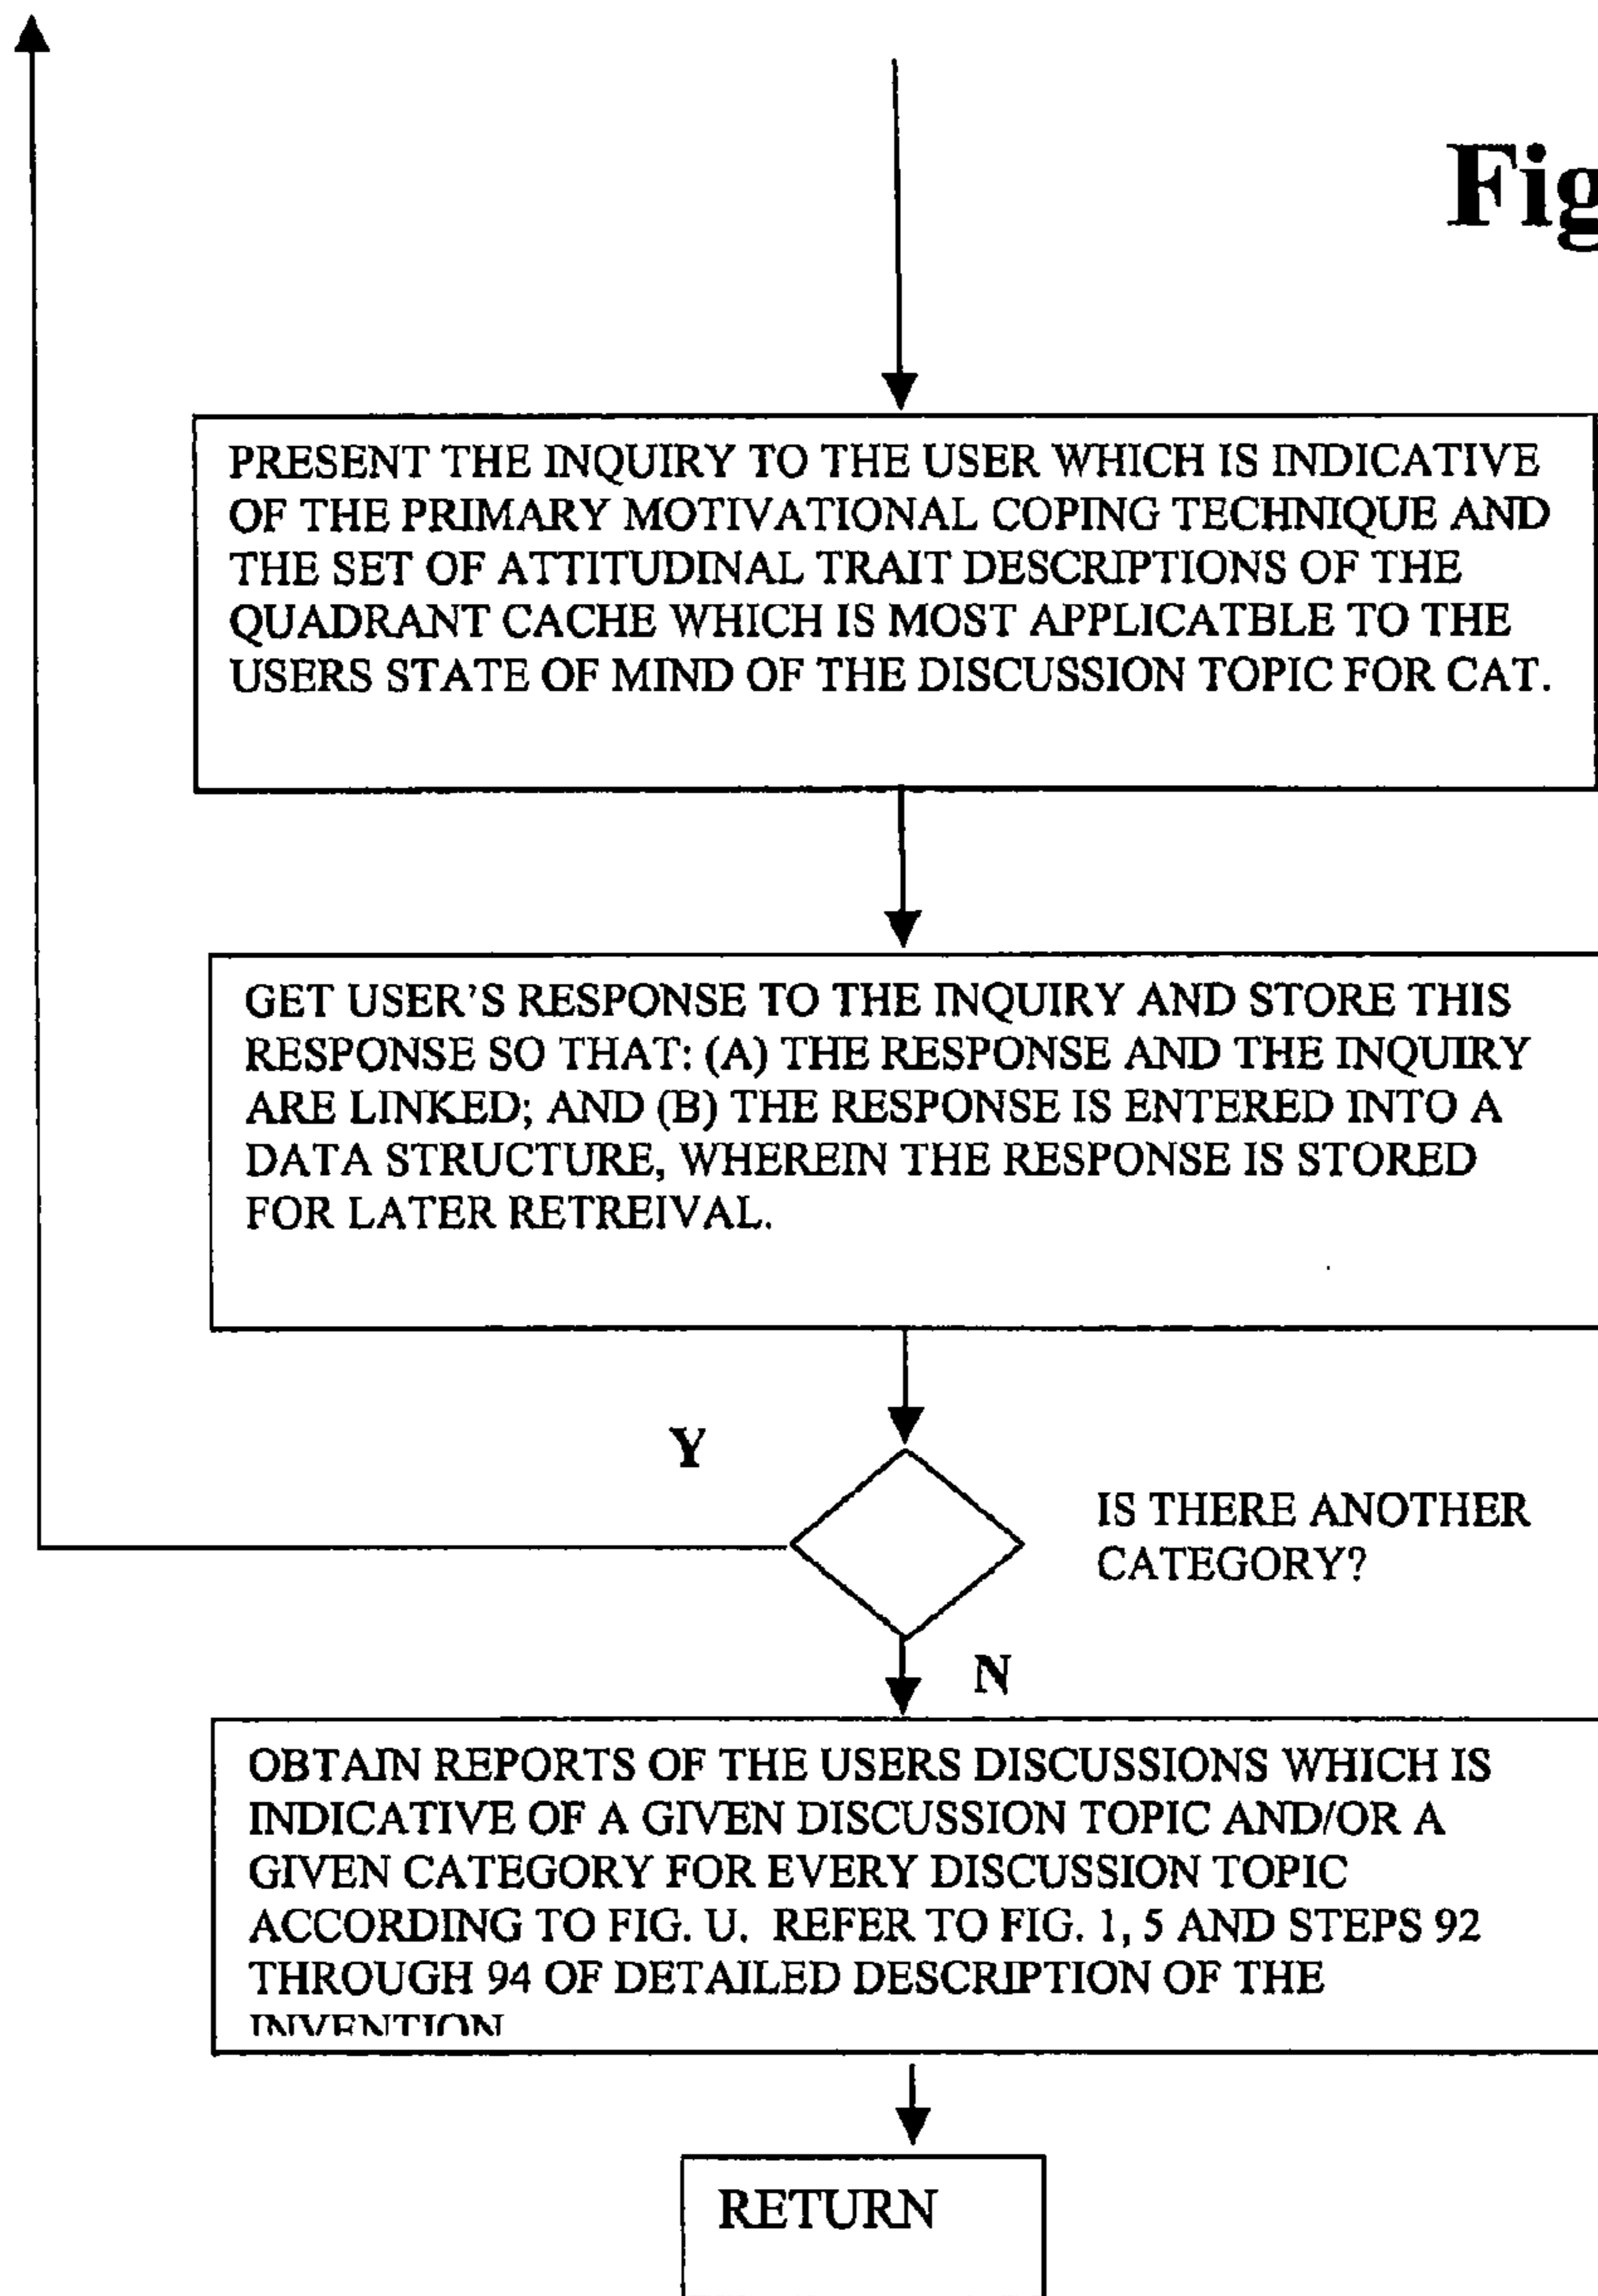 Fig
PRESENT THE INQUIRY TO THE USER WHICH IS INDICATIVE
OF THE PRIMARY MOTIVATIONAL COPING TECHNIQUE AND
THE SET OF ATTITUDINAL TRAIT DESCRIPTIONS OF THE
QUADRANT CACHE WHICH IS MOST APPLICATBLE TO THE
USERS STATE OF MIND OF THE DISCUSSION TOPIC FOR CAT.
GET USER'S RESPONSE TO THE INQUIRY AND STORE THIS
RESPONSE SO THAT: (A) THE RESPONSE AND THE INQUIRY
ARE LINKED; AND (B) THE RESPONSE IS ENTERED INTO A
DATA STRUCTURE, WHEREIN THE RESPONSE IS STORED
FOR LATER RETREIVAL.
Y
IS THERE ANOTHER
CATEGORY?
N
OBTAIN REPORTS OF THE USERS DISCUSSIONS WHICH IS
INDICATIVE OF A GIVEN DISCUSSION TOPIC AND/OR A
GIVEN CATEGORY FOR EVERY DISCUSSION TOPIC
ACCORDING TO FIG. U. REFER TO FIG. 1, 5 AND STEPS 92
THROUGH 94 OF DETAILED DESCRIPTION OF THE
INVENTION
RETURN